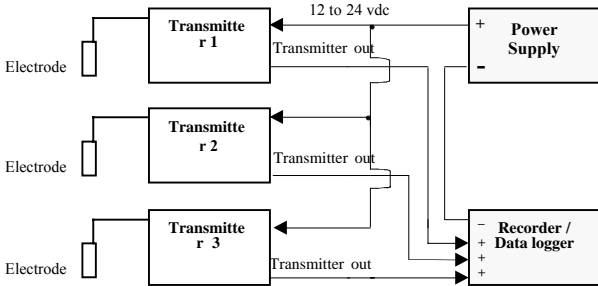 Transmitte
r 1
12 to 24 vdc
+
Power
Supply
-
Transmitter out
Electrode
Transmitte
r 2
Transmitter out
Electrode
Transmitte
r 3
Transmitter out
Electrode
−
+
+
+
Recorder /
Data logger